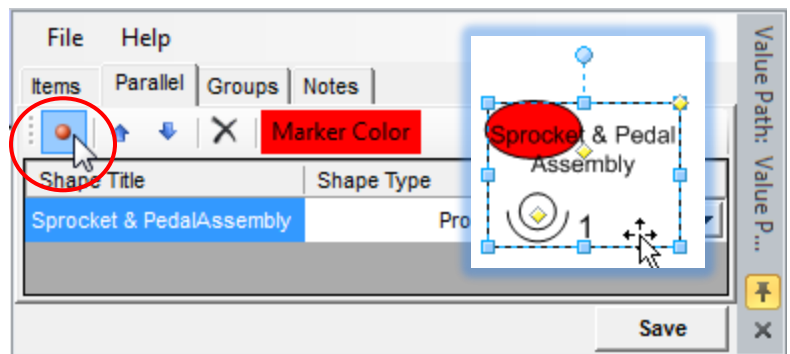 File Help
Items Parallel Groups Notes
Marker Color
Shape Title Shape Type
Sprocket & PedalAssembly Pro
Sprocket & Pedal
Assembly
1
Save
Value Path: Value P...